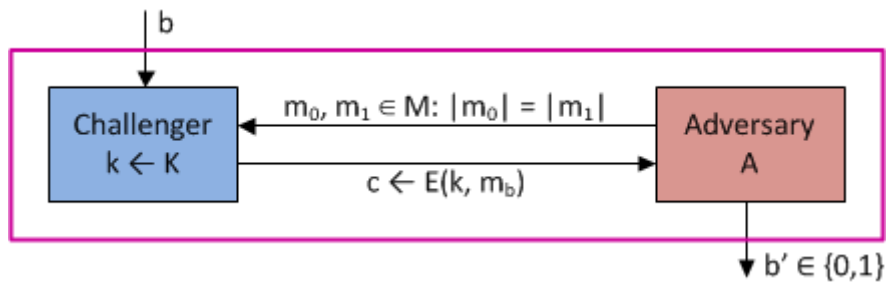 b
Challenger
k ← K
m₀, m₁ ∈ M: |m₀| = |m₁|
c ← E(k, m_b)
Adversary
A
b’ ∈ {0,1}